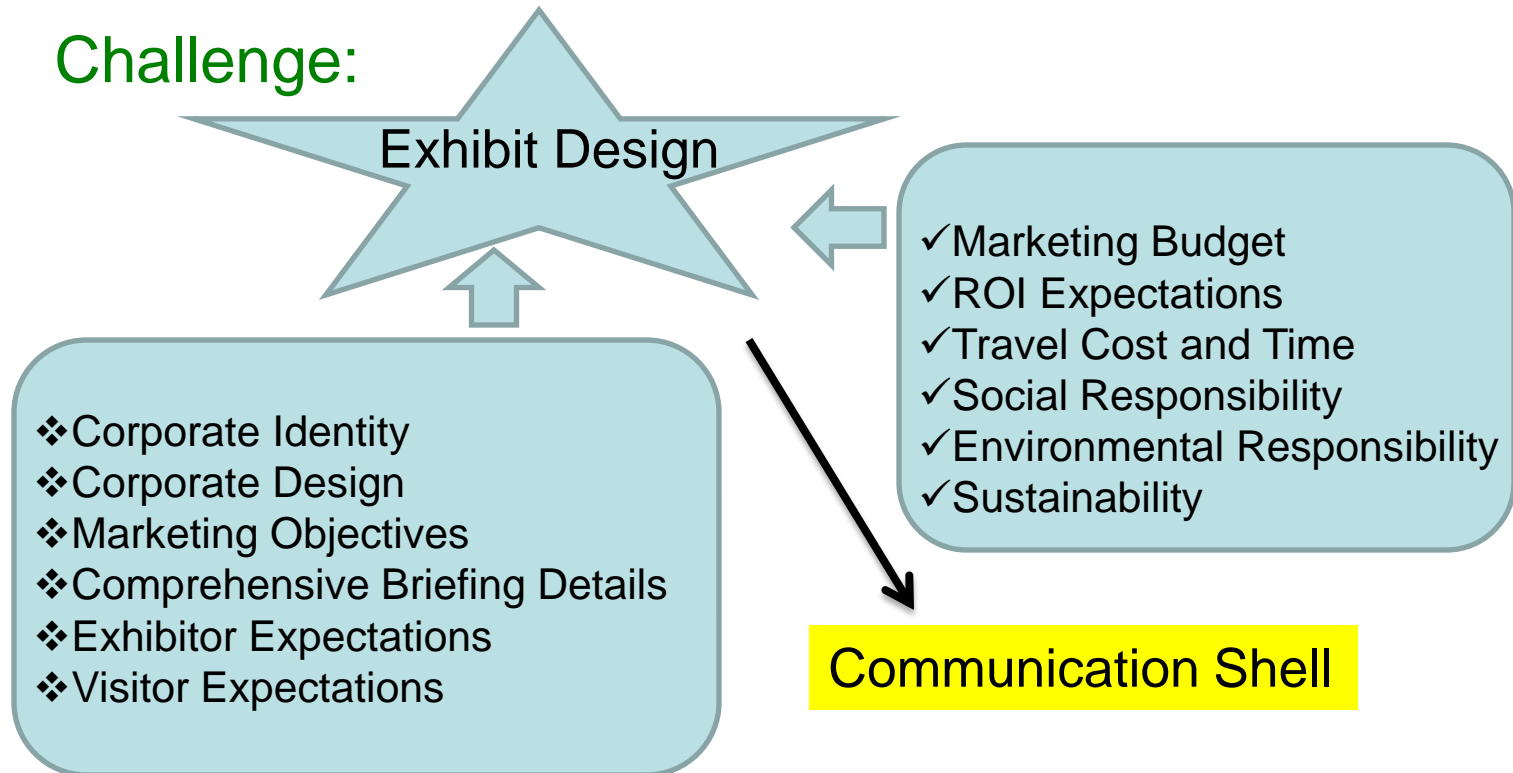 Challenge:
Exhibit Design
✓Marketing Budget
✓ROI Expectations
✓Travel Cost and Time
✓Social Responsibility
✓Environmental Responsibility
✓Sustainability
❖Corporate Identity
❖Corporate Design
❖Marketing Objectives
❖Comprehensive Briefing Details
❖Exhibitor Expectations
❖Visitor Expectations
Communication Shell